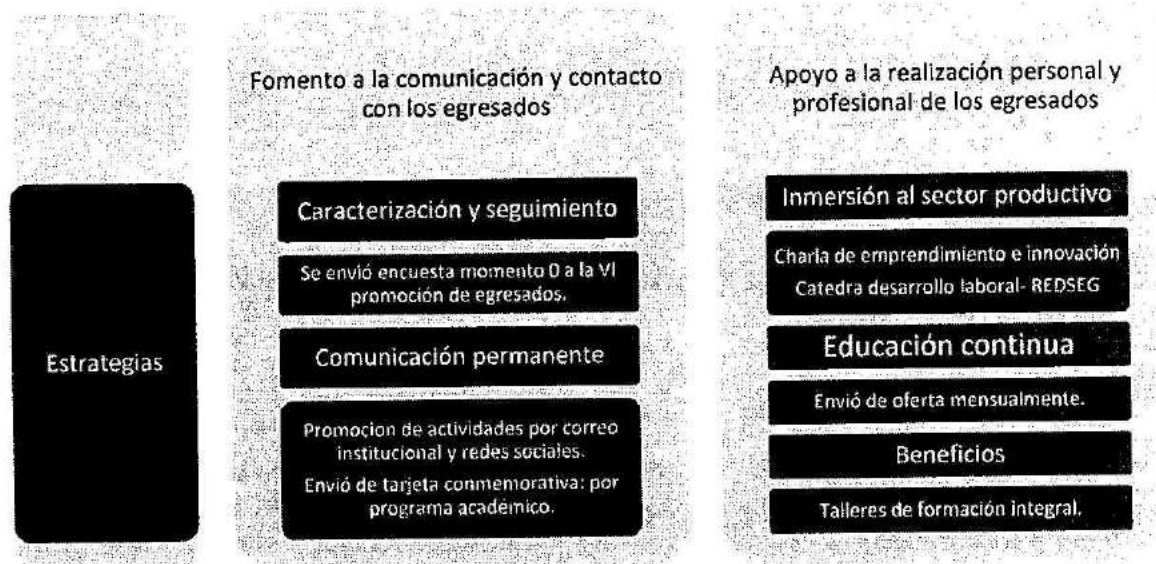 Estrategias
Fomento a la comunicación y contacto
con los egresados
Caracterización y seguimiento
Se envió encuesta momento 0 a la VI
promoción de egresados.
Comunicación permanente
Promocion de actividades por correo
institucional y redes sociales.
Envió de tarjeta conmemorativa: por
programa académico.
Apoyo a la realización personal y
profesional de los egresados
Inmersión al sector productivo
Charla de emprendimiento e innovación
Catedra desarrollo laboral- REDSEG
Educación continua
Envió de oferta mensualmente.
Beneficios
Talleres de formación integral.